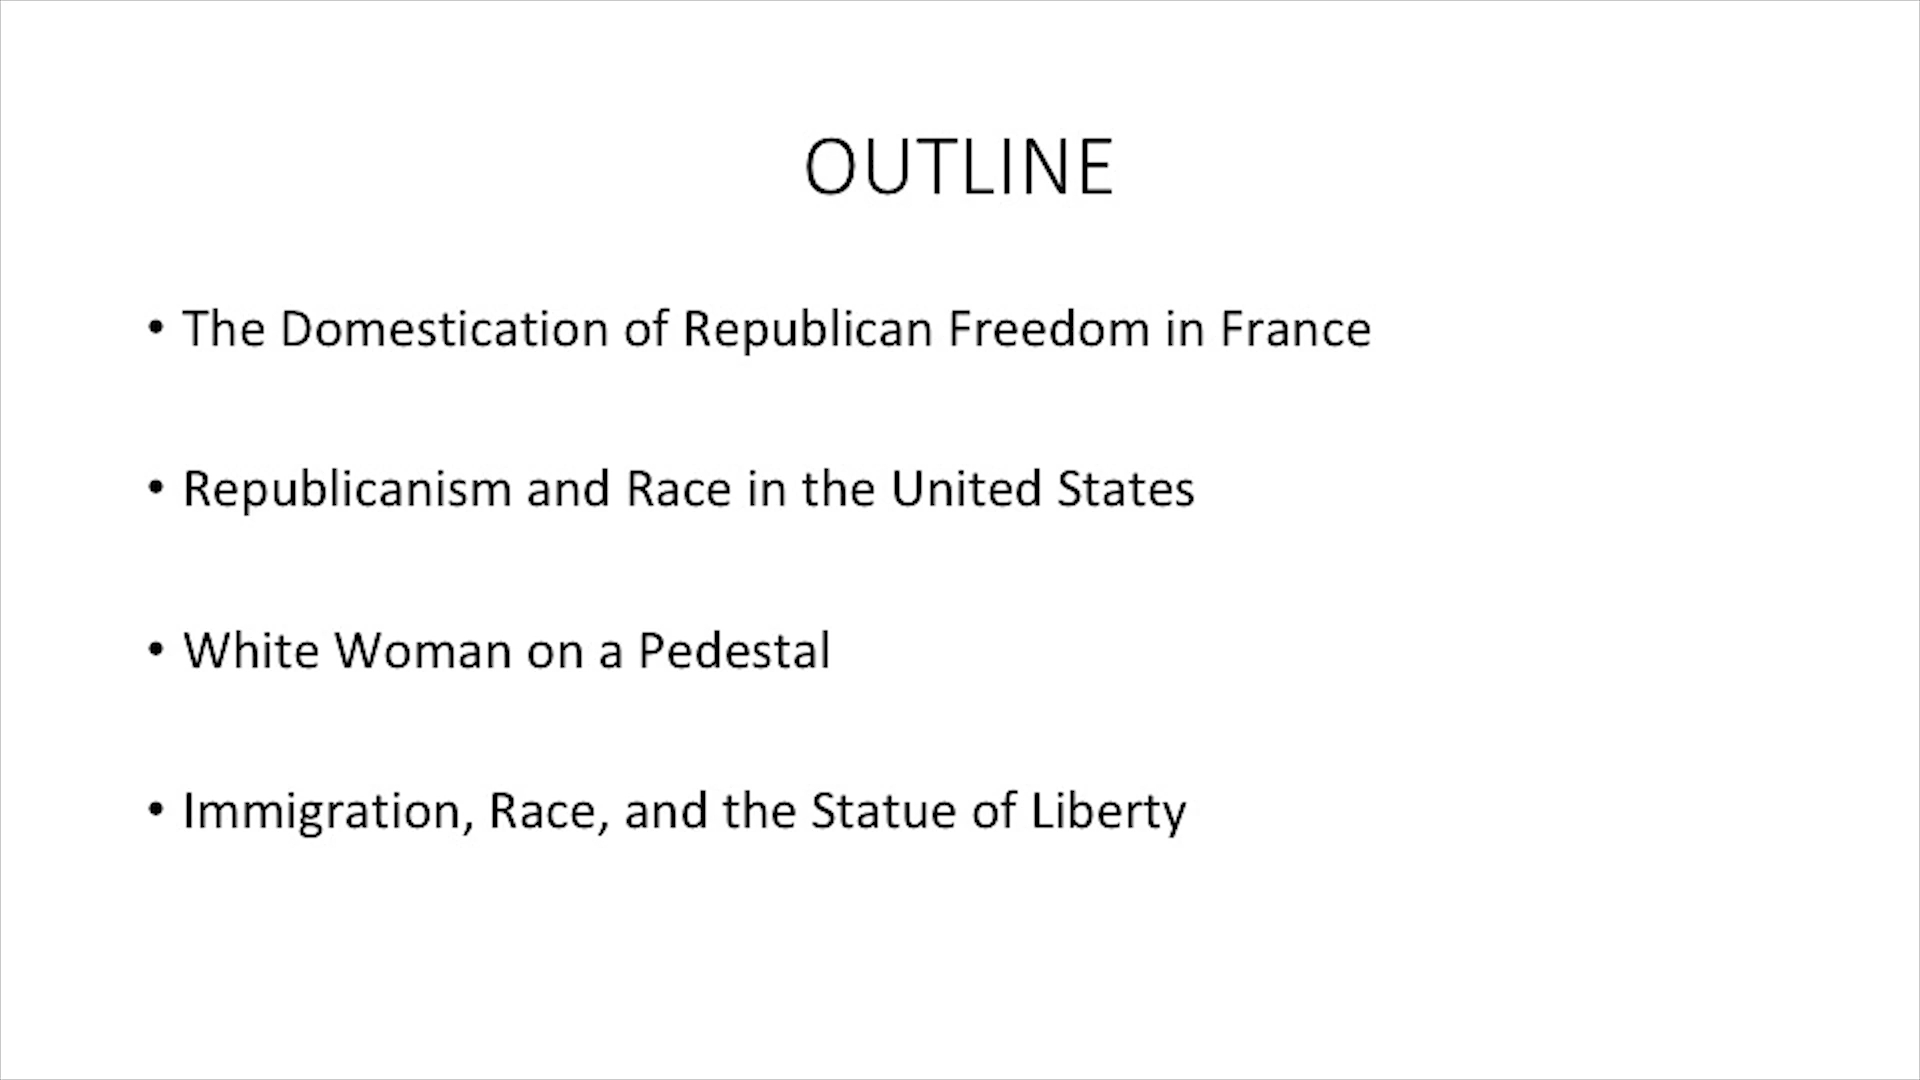 OUTLINE
• The Domestication of Republican Freedom in France
• Republicanism and Race in the United States
• White Woman on a Pedestal
• Immigration, Race, and the Statue of Liberty